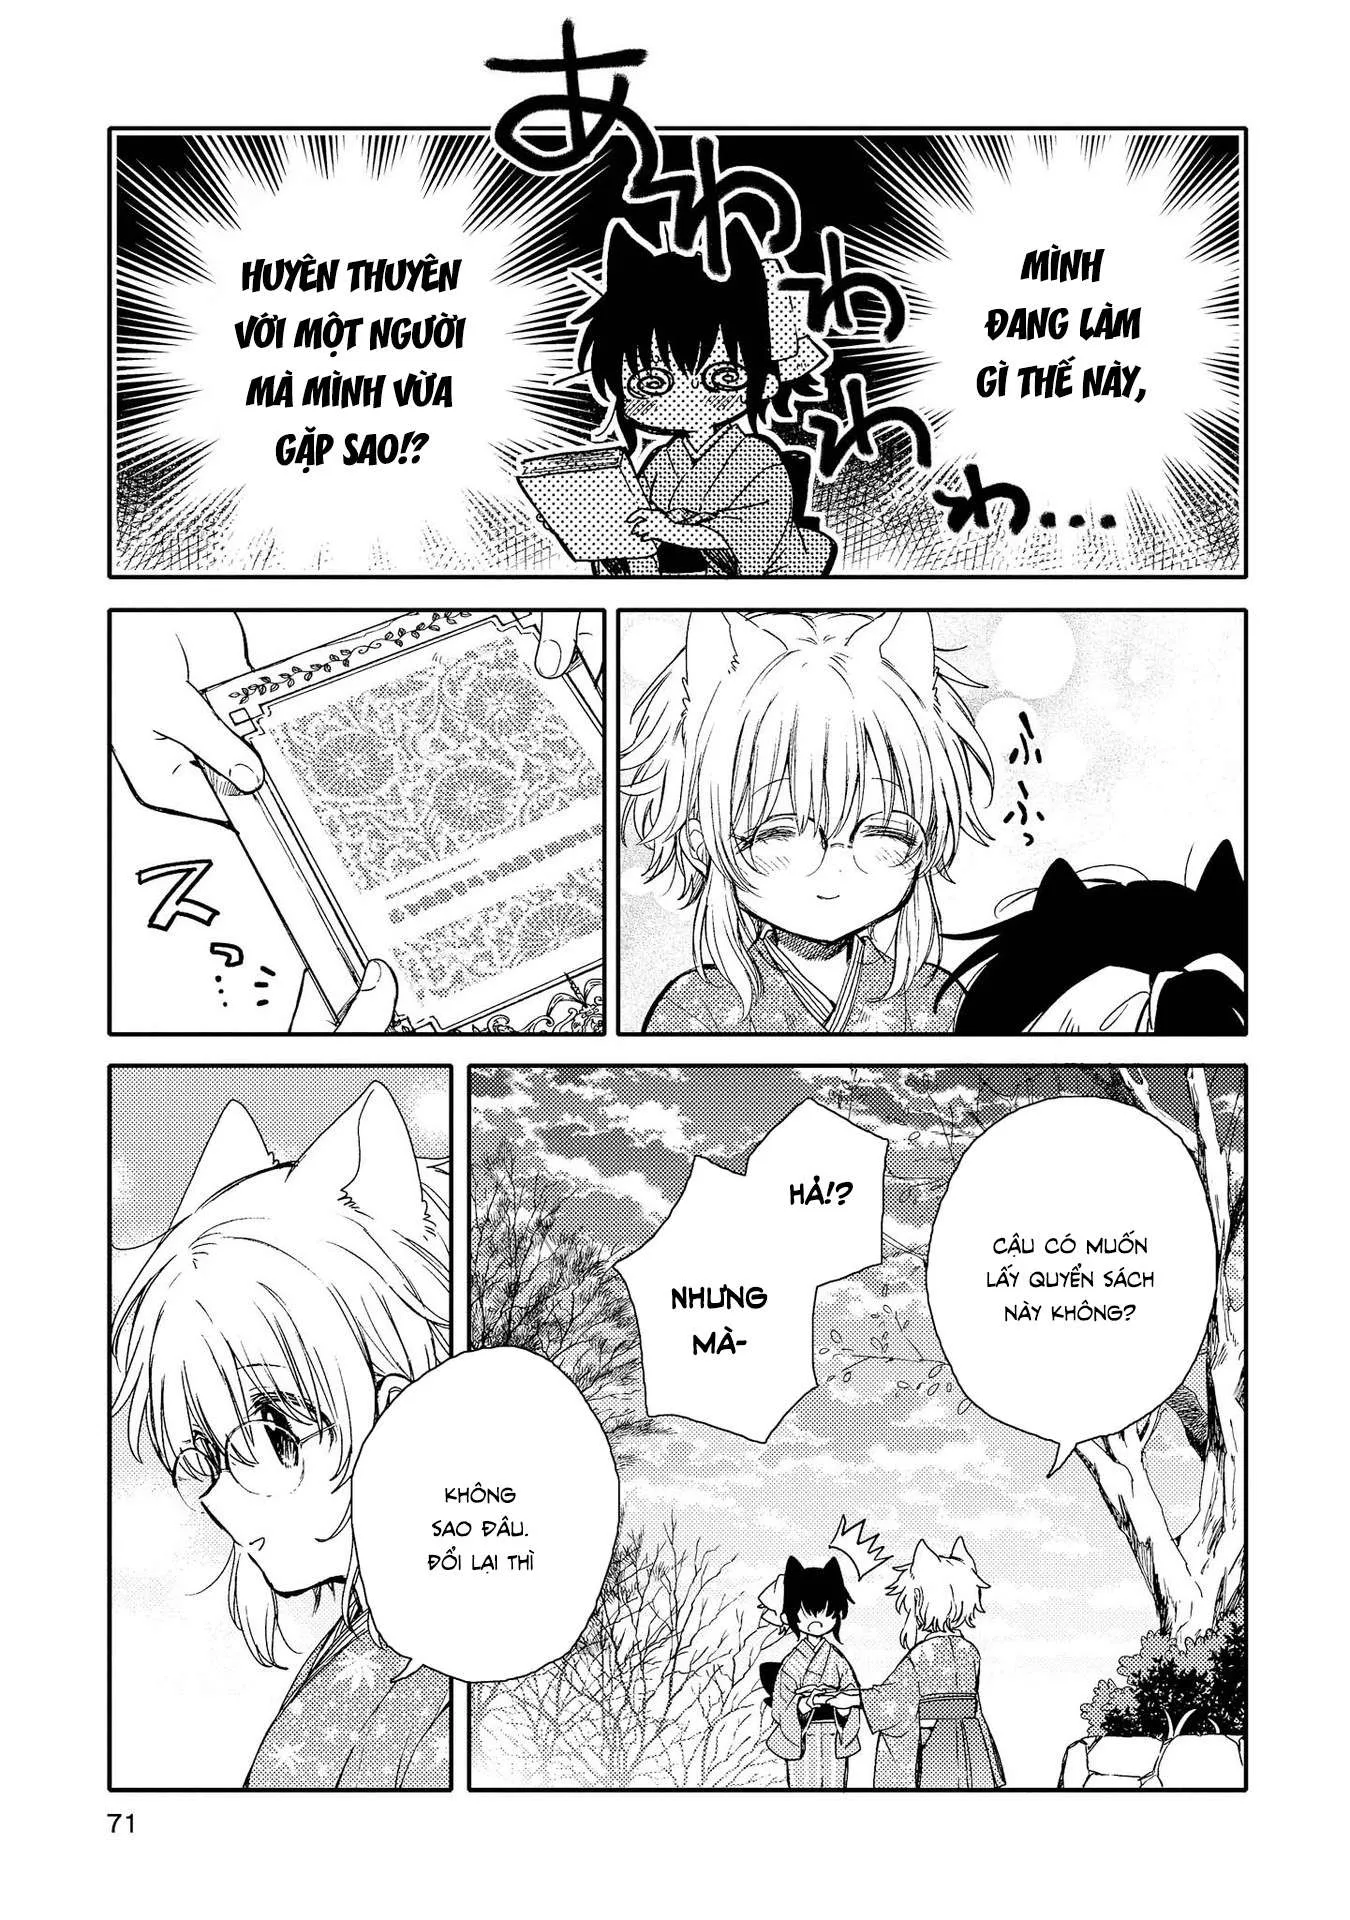 あわわわわ...
MÌNH
ĐANG LÀM
GÌ THẾ NÀY,
HUYÊN THUYÊN
VỚI MỘT NGƯỜI
MÀ MÌNH VỪA
GẶP SAO!?
ふふっ
スッ...
CẬU CÓ MUỐN
LẤY QUYỂN SÁCH
NÀY KHÔNG?
HẢ!?
NHƯNG
MÀ-
KHÔNG
SAO ĐÂU.
ĐỔI LẠI THÌ
71